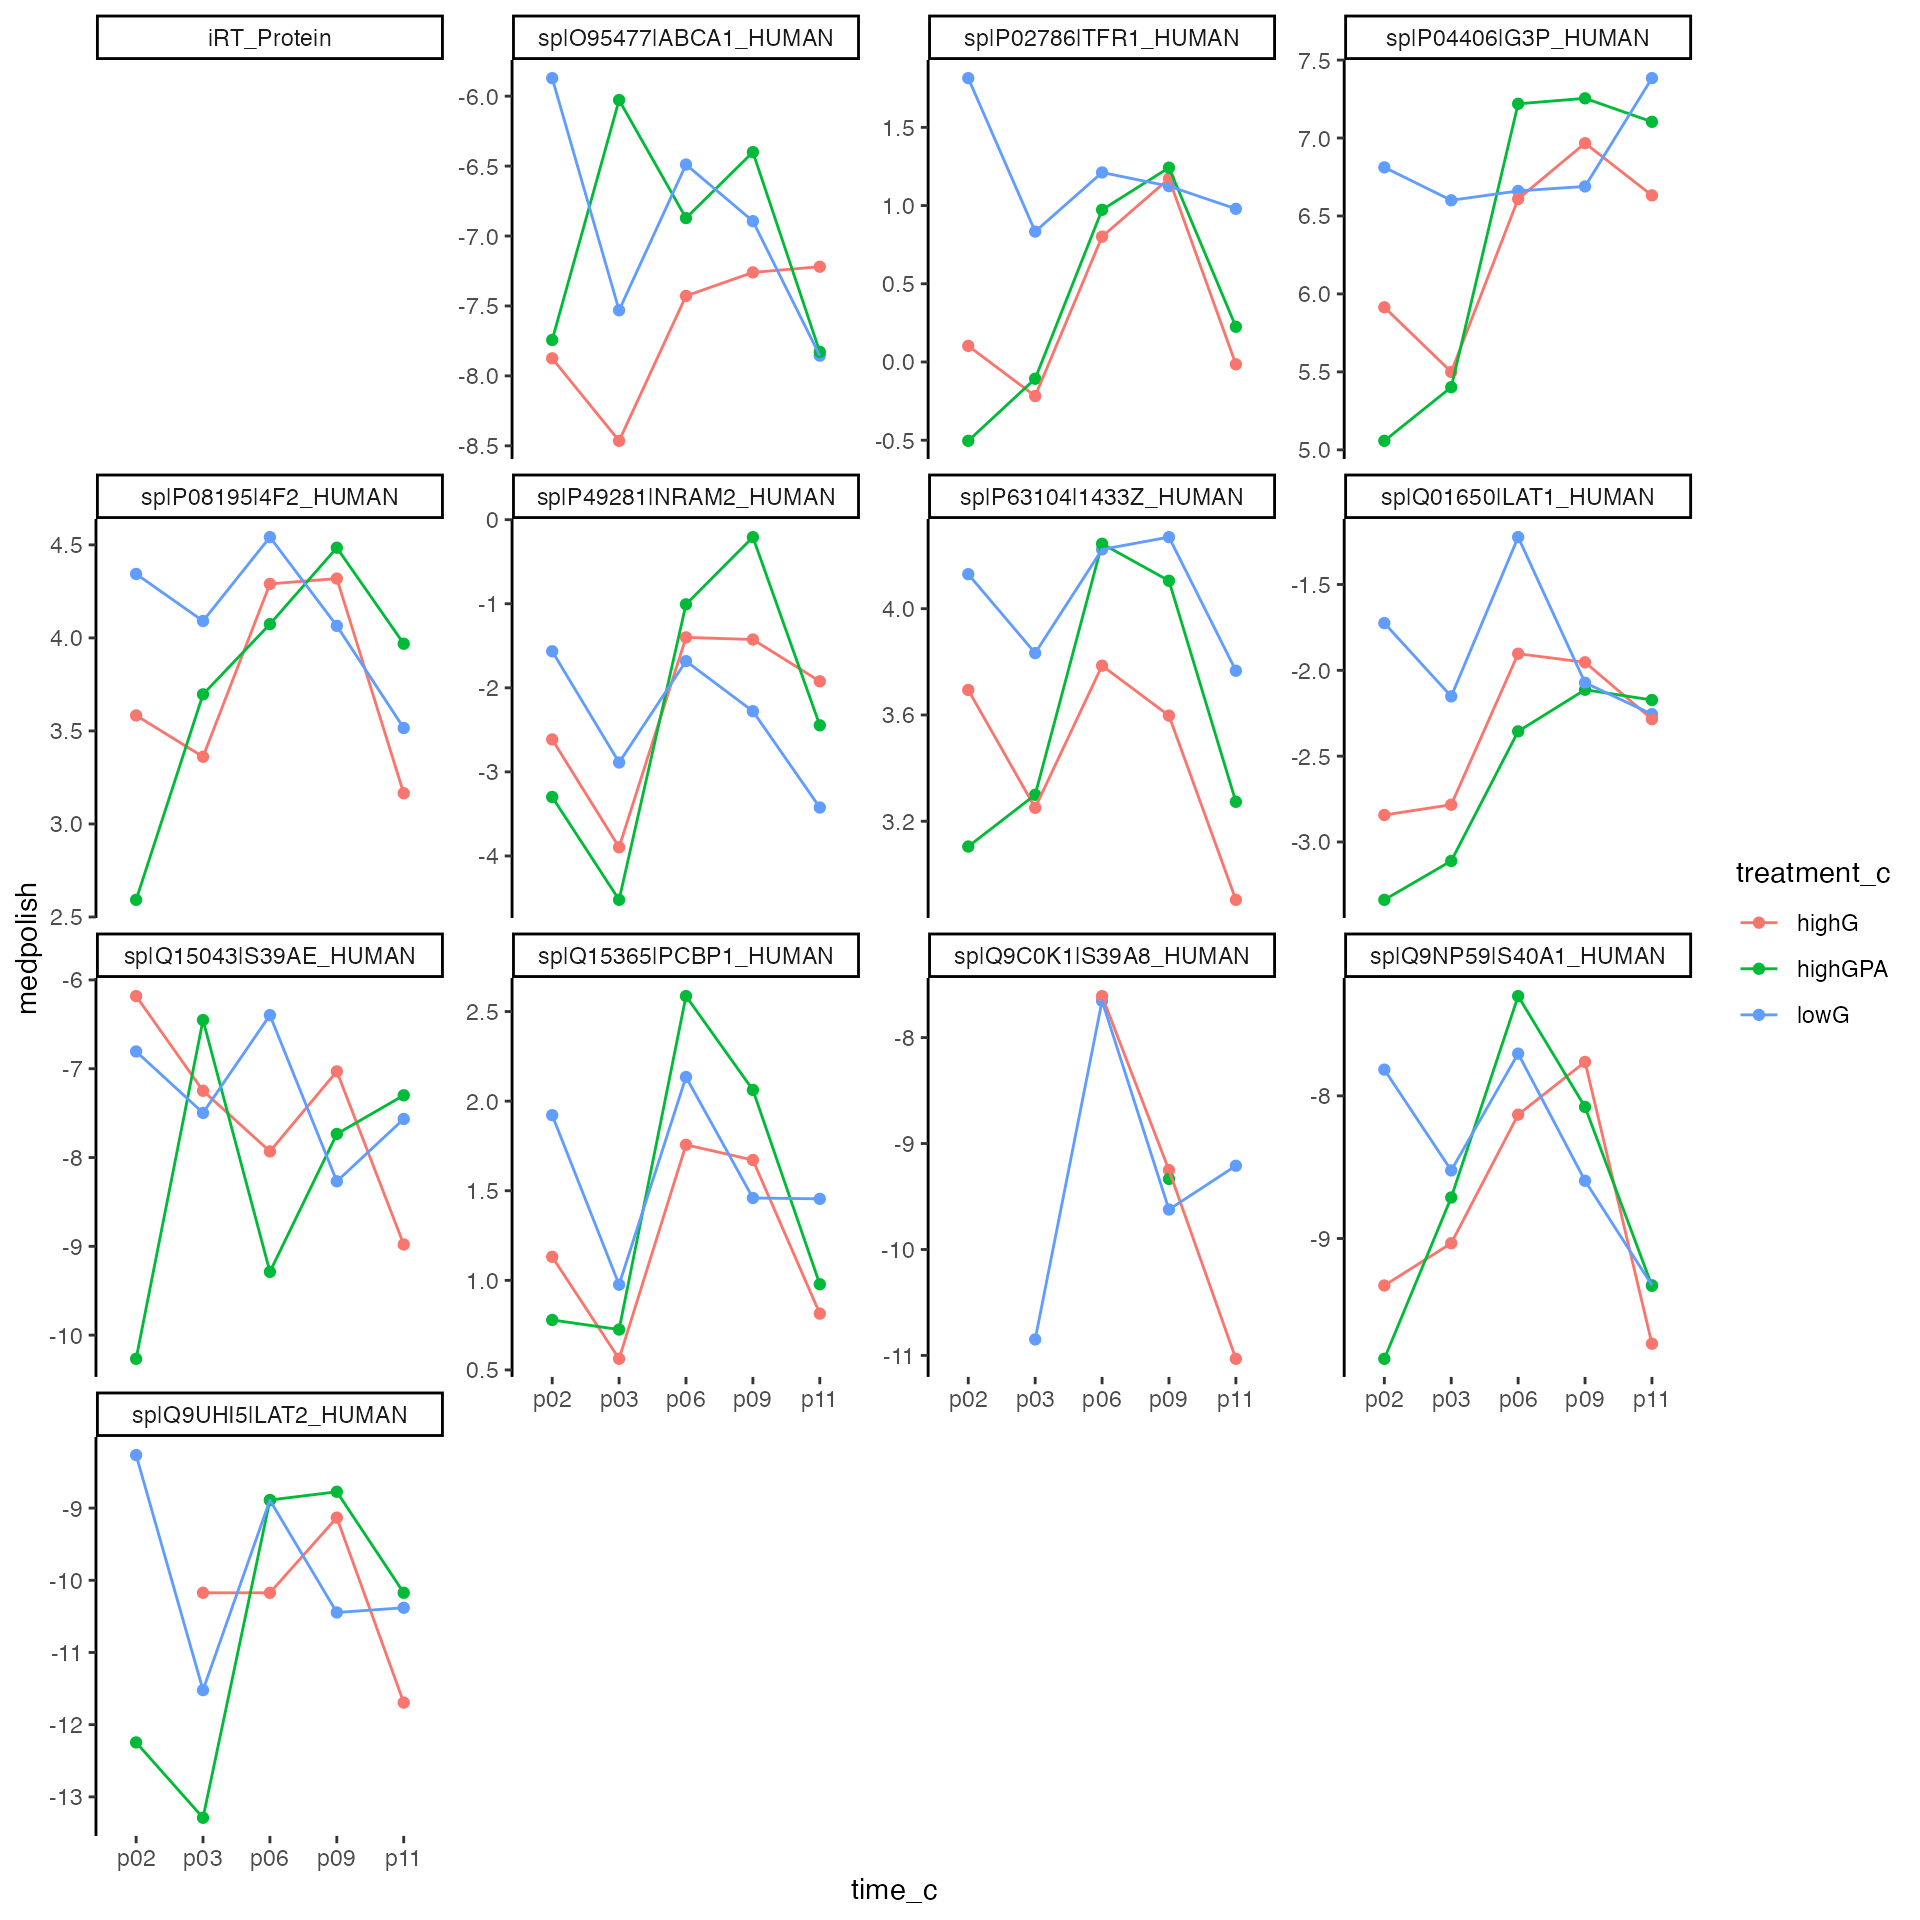 iRT_Protein
sp|O95477|ABCA1_HUMAN
sp|P02786|TFR1_HUMAN
sp|P04406|G3P_HUMAN
-6.0
-6.5
-7.0
-7.5
-8.0
-8.5
1.5
1.0
0.5
0.0
-0.5
7.5
7.0
6.5
6.0
5.5
5.0
sp|P08195|4F2_HUMAN
sp|P49281|NRAM2_HUMAN
sp|P63104|1433Z_HUMAN
sp|Q01650|LAT1_HUMAN
4.5
4.0
3.5
3.0
2.5
0
-1
-2
-3
-4
4.0
3.6
3.2
-1.5
-2.0
-2.5
-3.0
sp|Q15043|S39AE_HUMAN
sp|Q15365|PCBP1_HUMAN
sp|Q9C0K1|S39A8_HUMAN
sp|Q9NP59|S40A1_HUMAN
-6
-7
-8
-9
-10
2.5
2.0
1.5
1.0
0.5
p02 p03 p06 p09 p11
-8
-9
-10
-11
p02 p03 p06 p09 p11
-8
-9
p02 p03 p06 p09 p11
sp|Q9UHI5|LAT2_HUMAN
-9
-10
-11
-12
-13
p02 p03 p06 p09 p11
time_c
medpolish
treatment_c
highG
highGPA
lowG